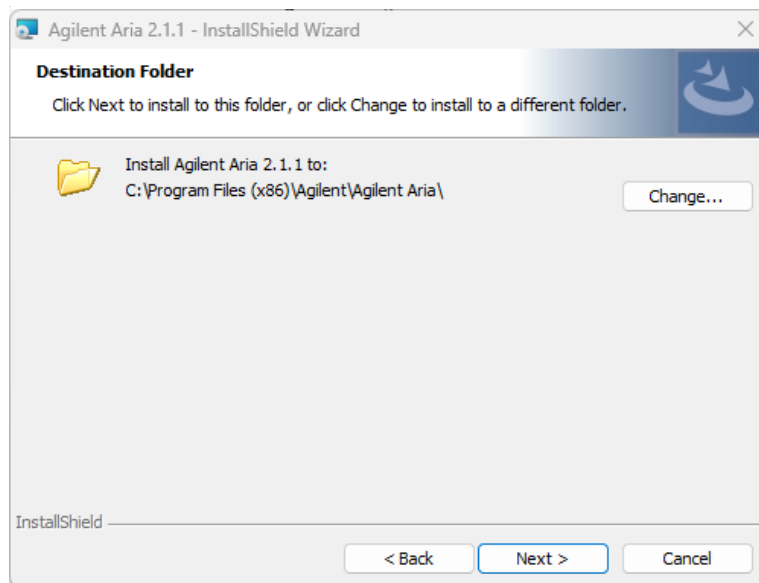 Agilent Aria 2.1.1 - InstallShield Wizard
Destination Folder
Click Next to install to this folder, or click Change to install to a different folder.
Install Agilent Aria 2.1.1 to:
C:\Program Files (x86)\Agilent\Agilent Aria\
Change...
InstallShield
< Back
Next >
Cancel